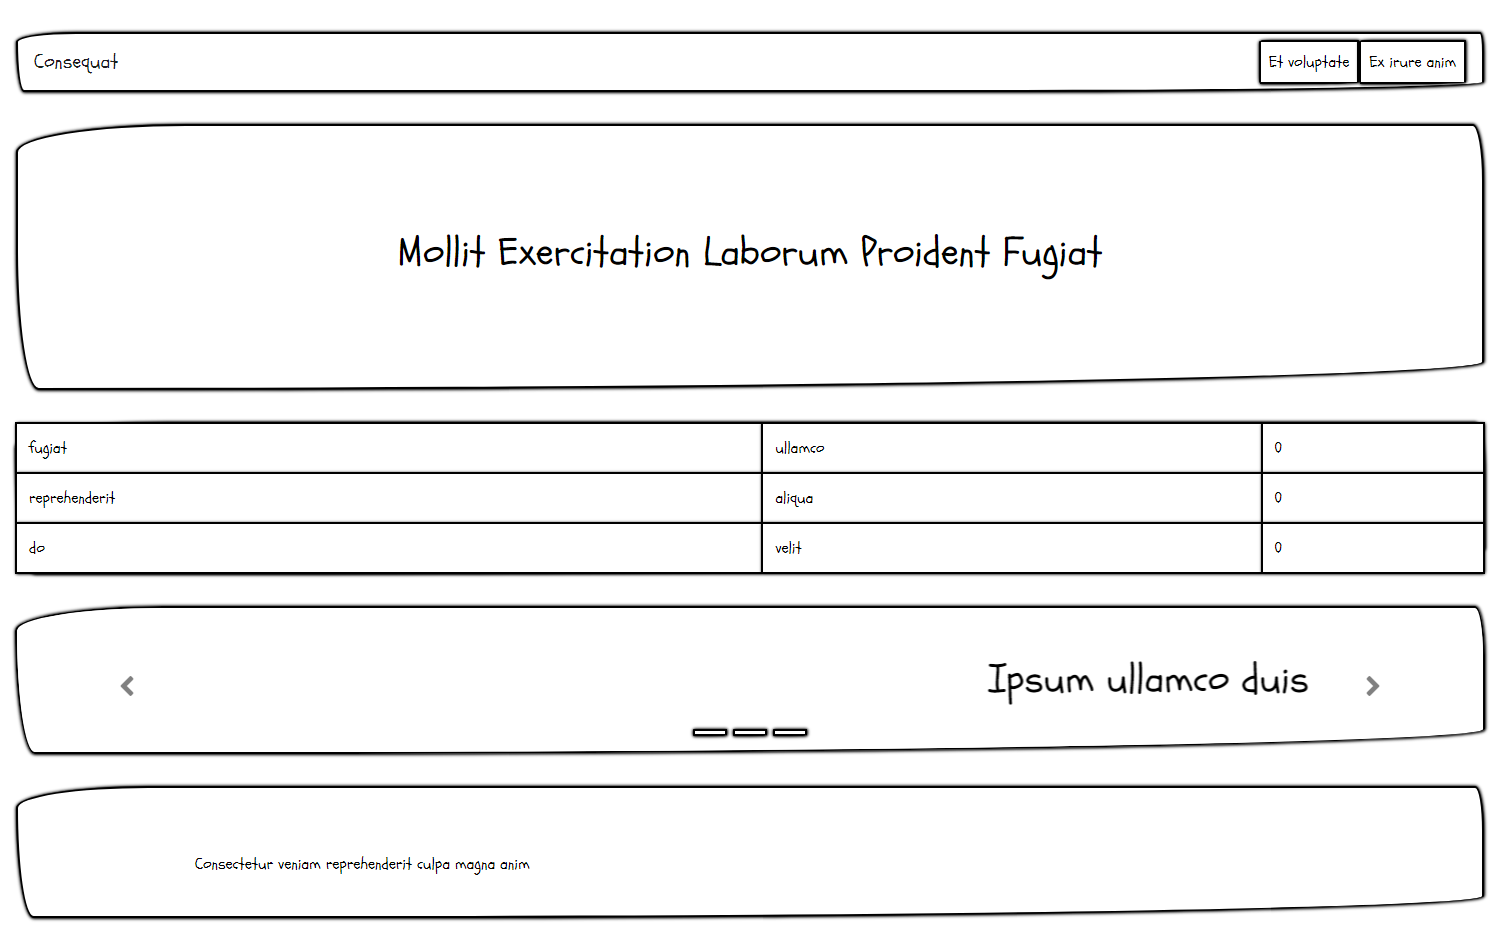 Consequat
Et voluptate
Ex irure anim
Mollit Exercitation Laborum Proident Fugiat
fugiat ullamco 0
reprehenderit aliqua 0
do velit 0
Ipsum ullamco duis
Consectetur veniam reprehenderit culpa magna anim